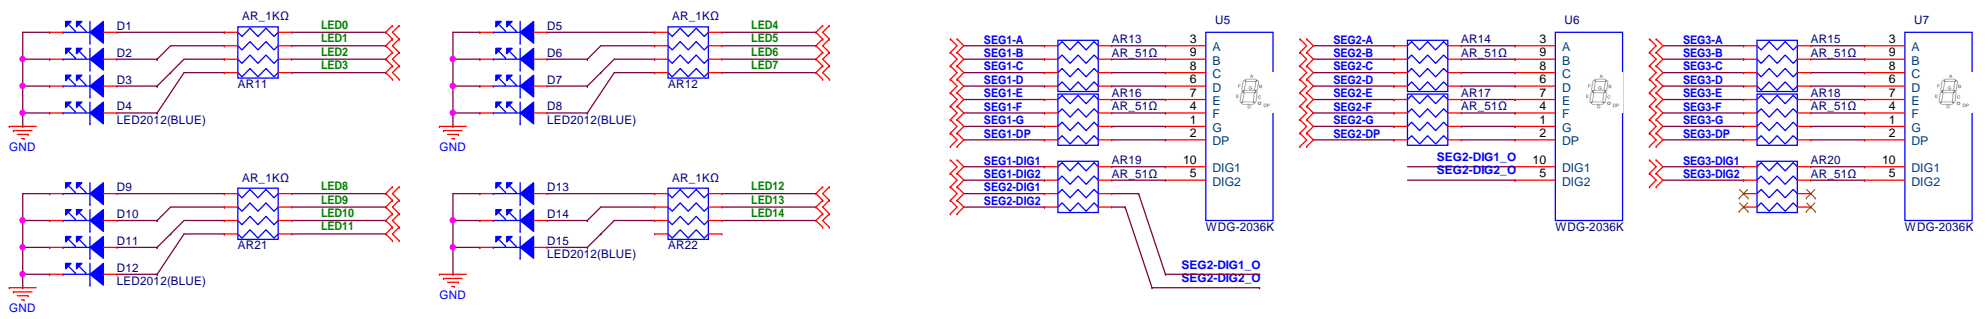 D1
AR_1KΩ
LED0
D2
LED1
D3
LED2
D4
LED3
LED2012(BLUE)
AR11
GND
D5
AR_1KΩ
LED4
D6
LED5
D7
LED6
D8
LED7
LED2012(BLUE)
AR12
GND
D9
AR_1KΩ
LED8
D10
LED9
D11
LED10
D12
LED11
LED2012(BLUE)
AR21
GND
D13
AR_1KΩ
LED12
D14
LED13
D15
LED14
LED2012(BLUE)
AR22
GND
U5
SEG1-A AR13 3 A
SEG1-B AR_51Ω 9 B
SEG1-C 8 C
SEG1-D 6 D
SEG1-E AR16 7 E
SEG1-F AR_51Ω 4 F
SEG1-G 1 G
SEG1-DP 2 DP
SEG1-DIG1 AR19 10 DIG1
SEG1-DIG2 AR_51Ω 5 DIG2
SEG2-DIG1
SEG2-DIG2
WDG-2036K
SEG2-DIG1_O
SEG2-DIG2_O
U6
SEG2-A AR14 3 A
SEG2-B AR_51Ω 9 B
SEG2-C 8 C
SEG2-D 6 D
SEG2-E AR17 7 E
SEG2-F AR_51Ω 4 F
SEG2-G 1 G
SEG2-DP 2 DP
SEG2-DIG1_O 10 DIG1
SEG2-DIG2_O 5 DIG2
WDG-2036K
U7
SEG3-A AR15 3 A
SEG3-B AR_51Ω 9 B
SEG3-C 8 C
SEG3-D 6 D
SEG3-E AR18 7 E
SEG3-F AR_51Ω 4 F
SEG3-G 1 G
SEG3-DP 2 DP
SEG3-DIG1 AR20 10 DIG1
SEG3-DIG2 AR_51Ω 5 DIG2
WDG-2036K